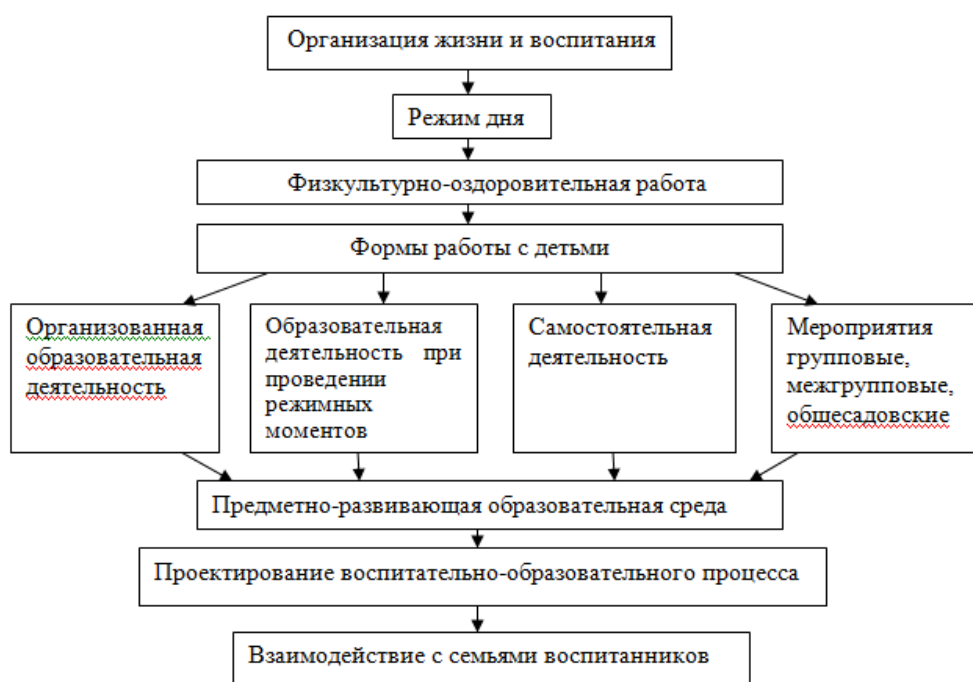 Организация жизни и воспитания
Режим дня
Физкультурно-оздоровительная работа
Формы работы с детьми
Организованная
образовательная
деятельность
Образовательная
деятельность при
проведении
режимных
моментов
Самостоятельная
деятельность
Мероприятия
групповые,
межгрупповые,
общесадовские
Предметно-развивающая образовательная среда
Проектирование воспитательно-образовательного процесса
Взаимодействие с семьями воспитанников